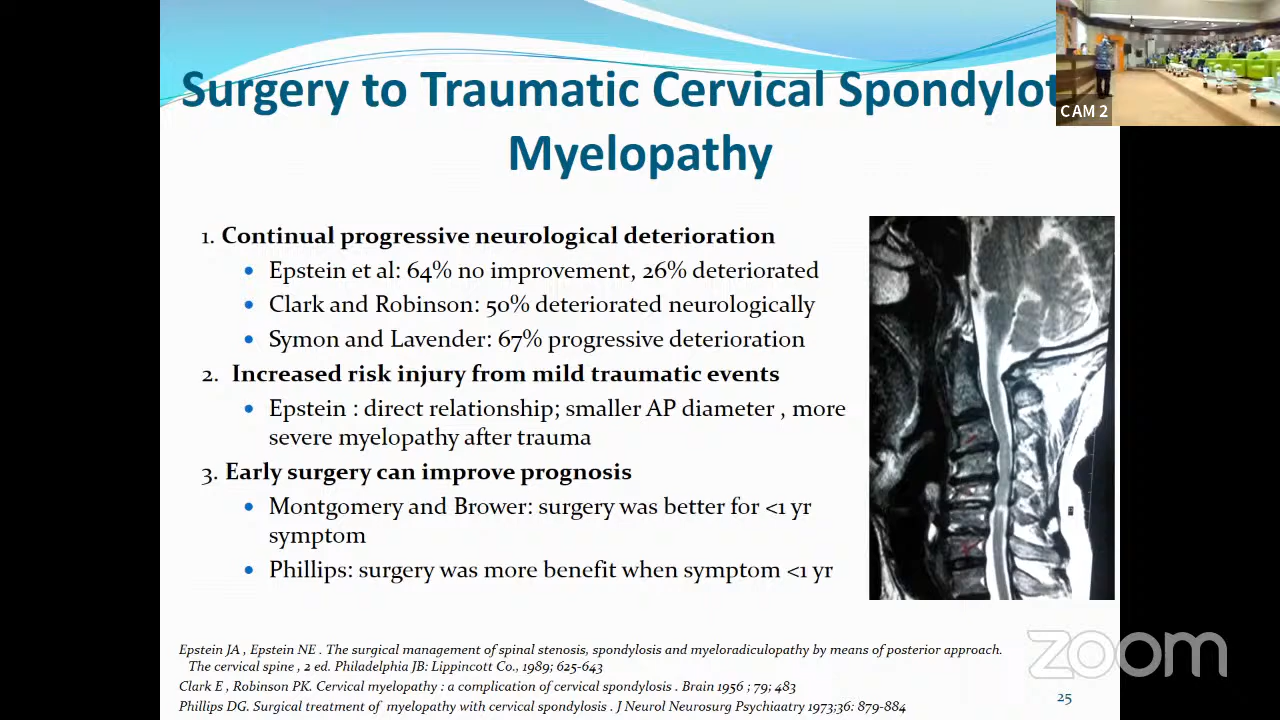 Surgery to Traumatic Cervical Spondylot
Myelopathy
CAM 2
1. Continual progressive neurological deterioration
• Epstein et al: 64% no improvement, 26% deteriorated
• Clark and Robinson: 50% deteriorated neurologically
• Symon and Lavender: 67% progressive deterioration
2. Increased risk injury from mild traumatic events
• Epstein : direct relationship; smaller AP diameter , more
severe myelopathy after trauma
3. Early surgery can improve prognosis
• Montgomery and Brower: surgery was better for <1 yr
symptom
• Phillips: surgery was more benefit when symptom <1 yr
Epstein JA , Epstein NE . The surgical management of spinal stenosis, spondylosis and myeloradiculopathy by means of posterior approach.
The cervical spine , 2 ed. Philadelphia JB: Lippincott Co., 1989; 625-643
Clark E , Robinson PK. Cervical myelopathy : a complication of cervical spondylosis . Brain 1956 ; 79; 483
Phillips DG. Surgical treatment of myelopathy with cervical spondylosis . J Neurol Neurosurg Psychiaatry 1973;36: 879-884
zoom
25